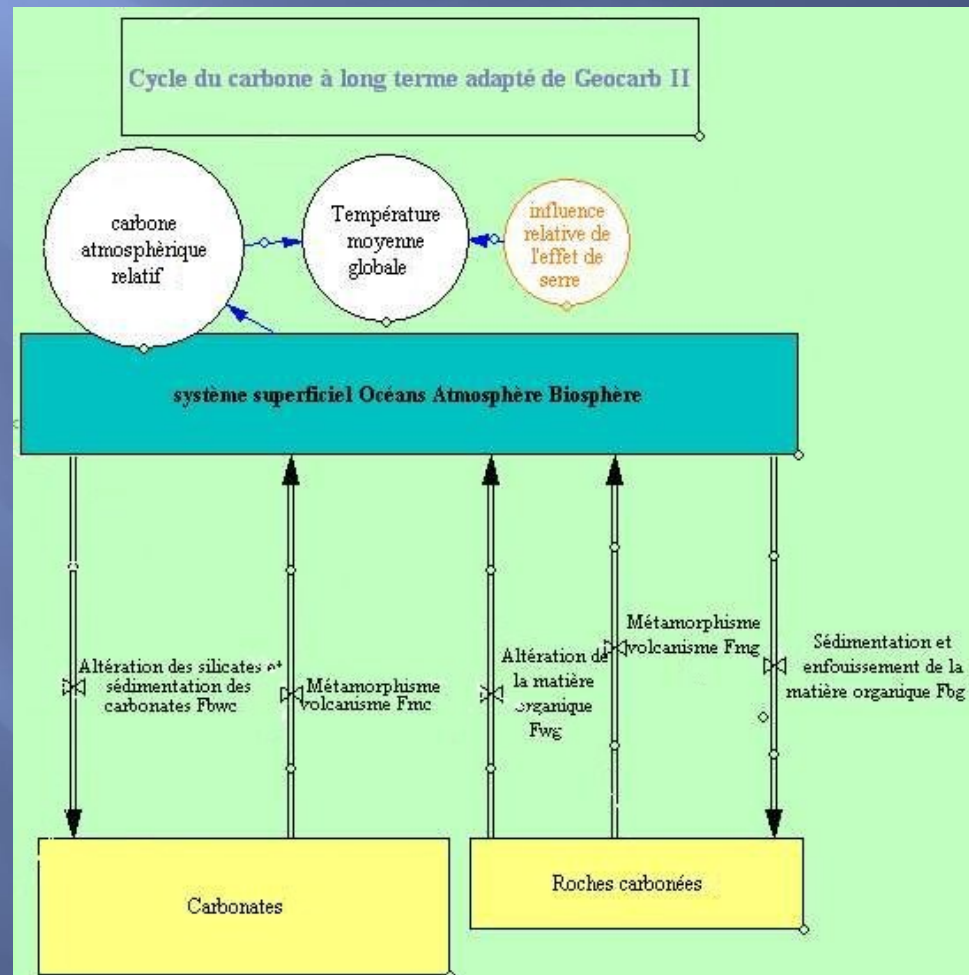 Cycle du carbone à long terme adapté de Geocarb II
carbone
atmosphèrique
relatif
Température
moyenne
globale
influence
relative de
l'effet de
serre
système superficiel Océans Atmosphère Biosphère
Altération des silicates et
sédimentation des
carbonates Fbwc
Métamorphisme
volcanisme Fmc
Altération de
la matière
organique
Fwg
Métamorphisme
volcanisme Fmg
Sédimentation et
enfouissement de la
matière organique Fbg
Carbonates
Roches carbonées